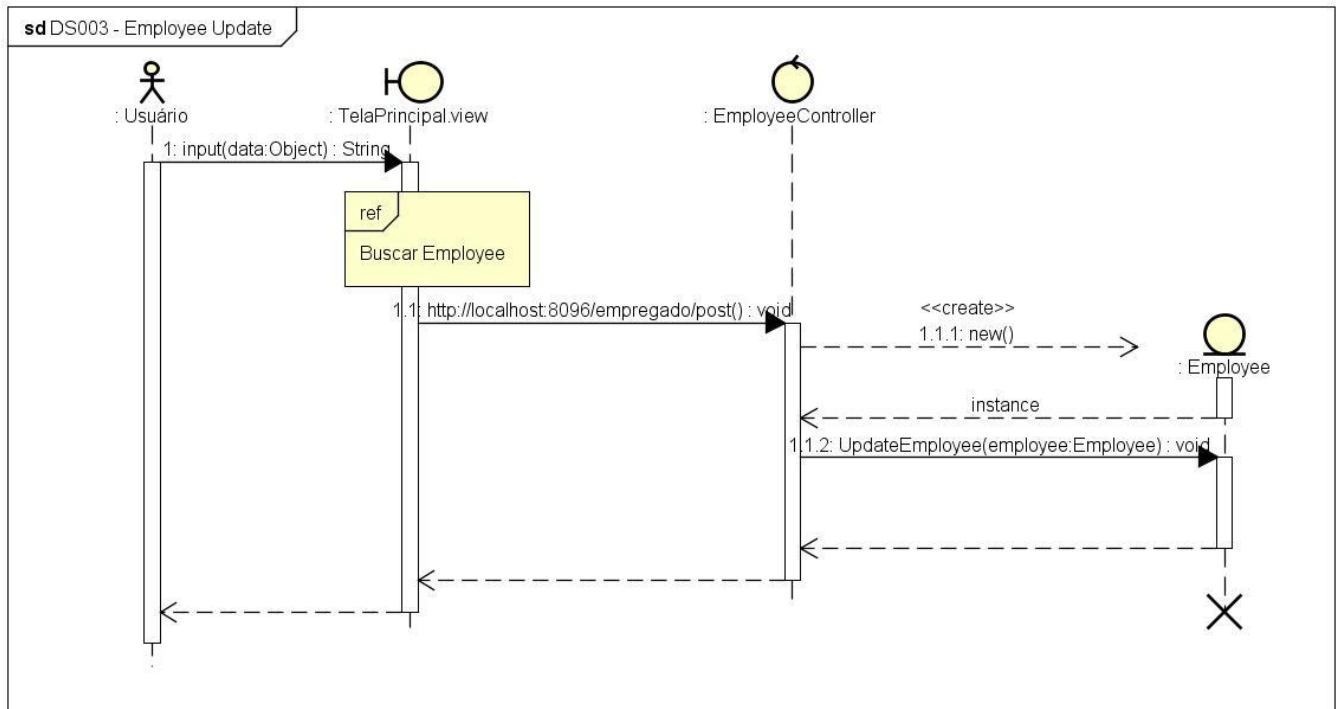 sd DS003 - Employee Update
: Usuário
: TelaPrincipal.view
: EmployeeController
1: input(data:Object) : String
ref
Buscar Employee
1.1: http://localhost:8096/empregado/post() : void
<<create>>
1.1.1: new()
: Employee
instance
1.1.2: UpdateEmployee(employee:Employee) : void